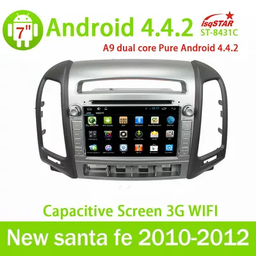 7"
Android 4.4.2
IsqSTAR
ST-8431C
A9 dual core Pure Android 4.4.2
Capacitive Screen 3G WIFI
New santa fe 2010-2012